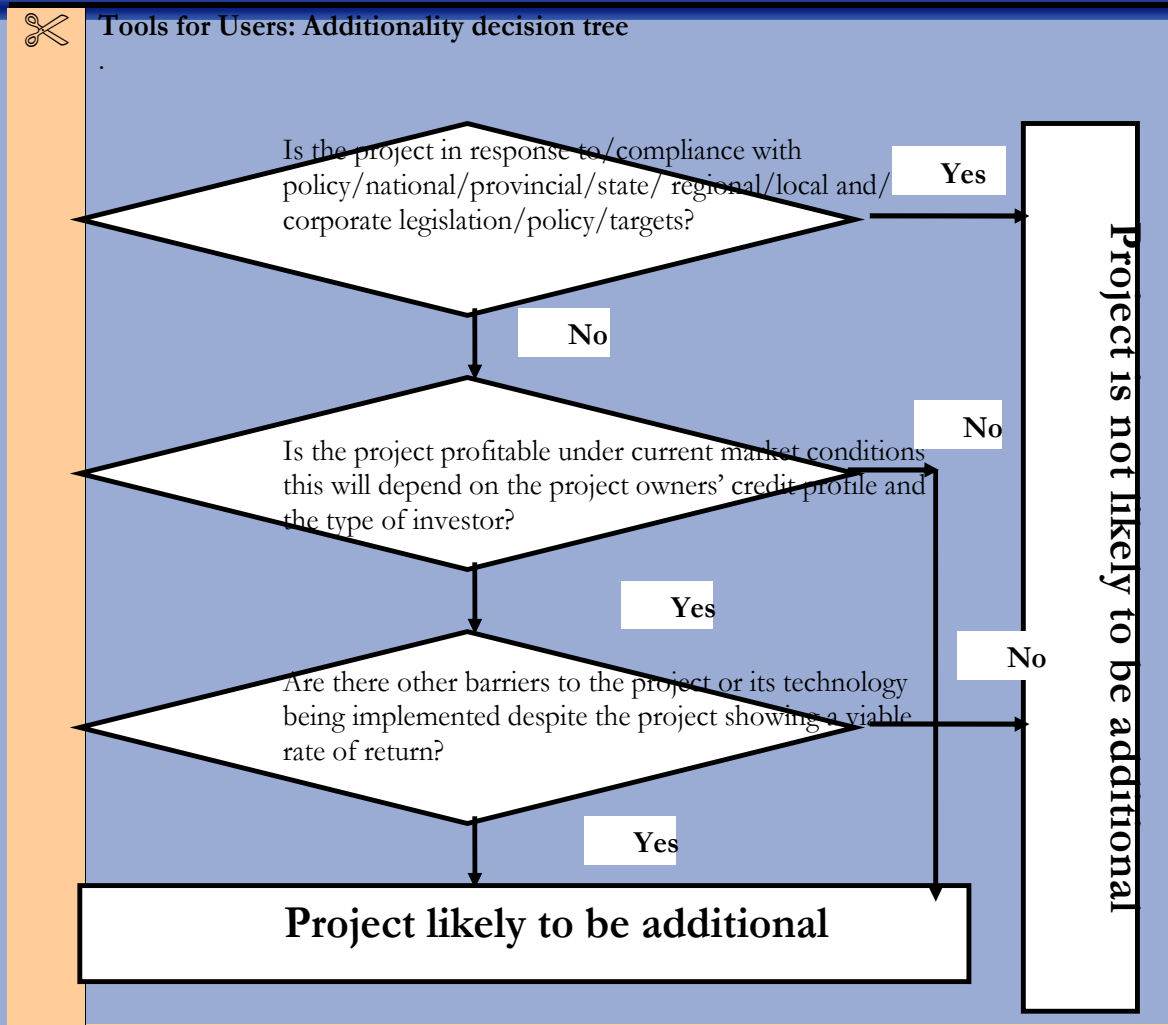 Tools for Users: Additionality decision tree
.
Is the project in response to/compliance with
policy/national/provincial/state/ regional/local and/
corporate legislation/policy/targets?
Yes
No
Is the project profitable under current market conditions
this will depend on the project owners’ credit profile and
the type of investor?
No
Yes
Are there other barriers to the project or its technology
being implemented despite the project showing a viable
rate of return?
No
Yes
Project likely to be additional
Project is not likely to be additional